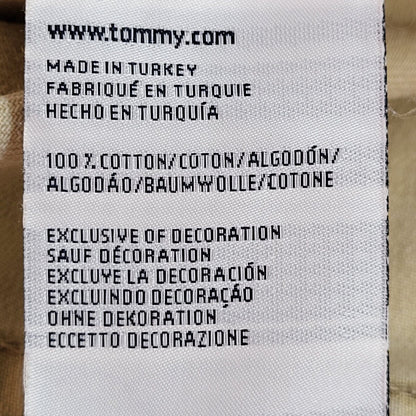 www.tommy.com
MADE IN TURKEY
FABRIQUÉ EN TURQUIE
HECHO EN TURQUÍA
100 % COTTON/COTON/ALGODÓN/
ALGODÁO/BAUMWOLLE/COTONE
EXCLUSIVE OF DECORATION
SAUF DÉCORATION
EXCLUYE LA DECORACIÓN
EXCLUINDO DECORAÇÃO
OHNE DEKORATION
ECCETTO DECORAZIONE